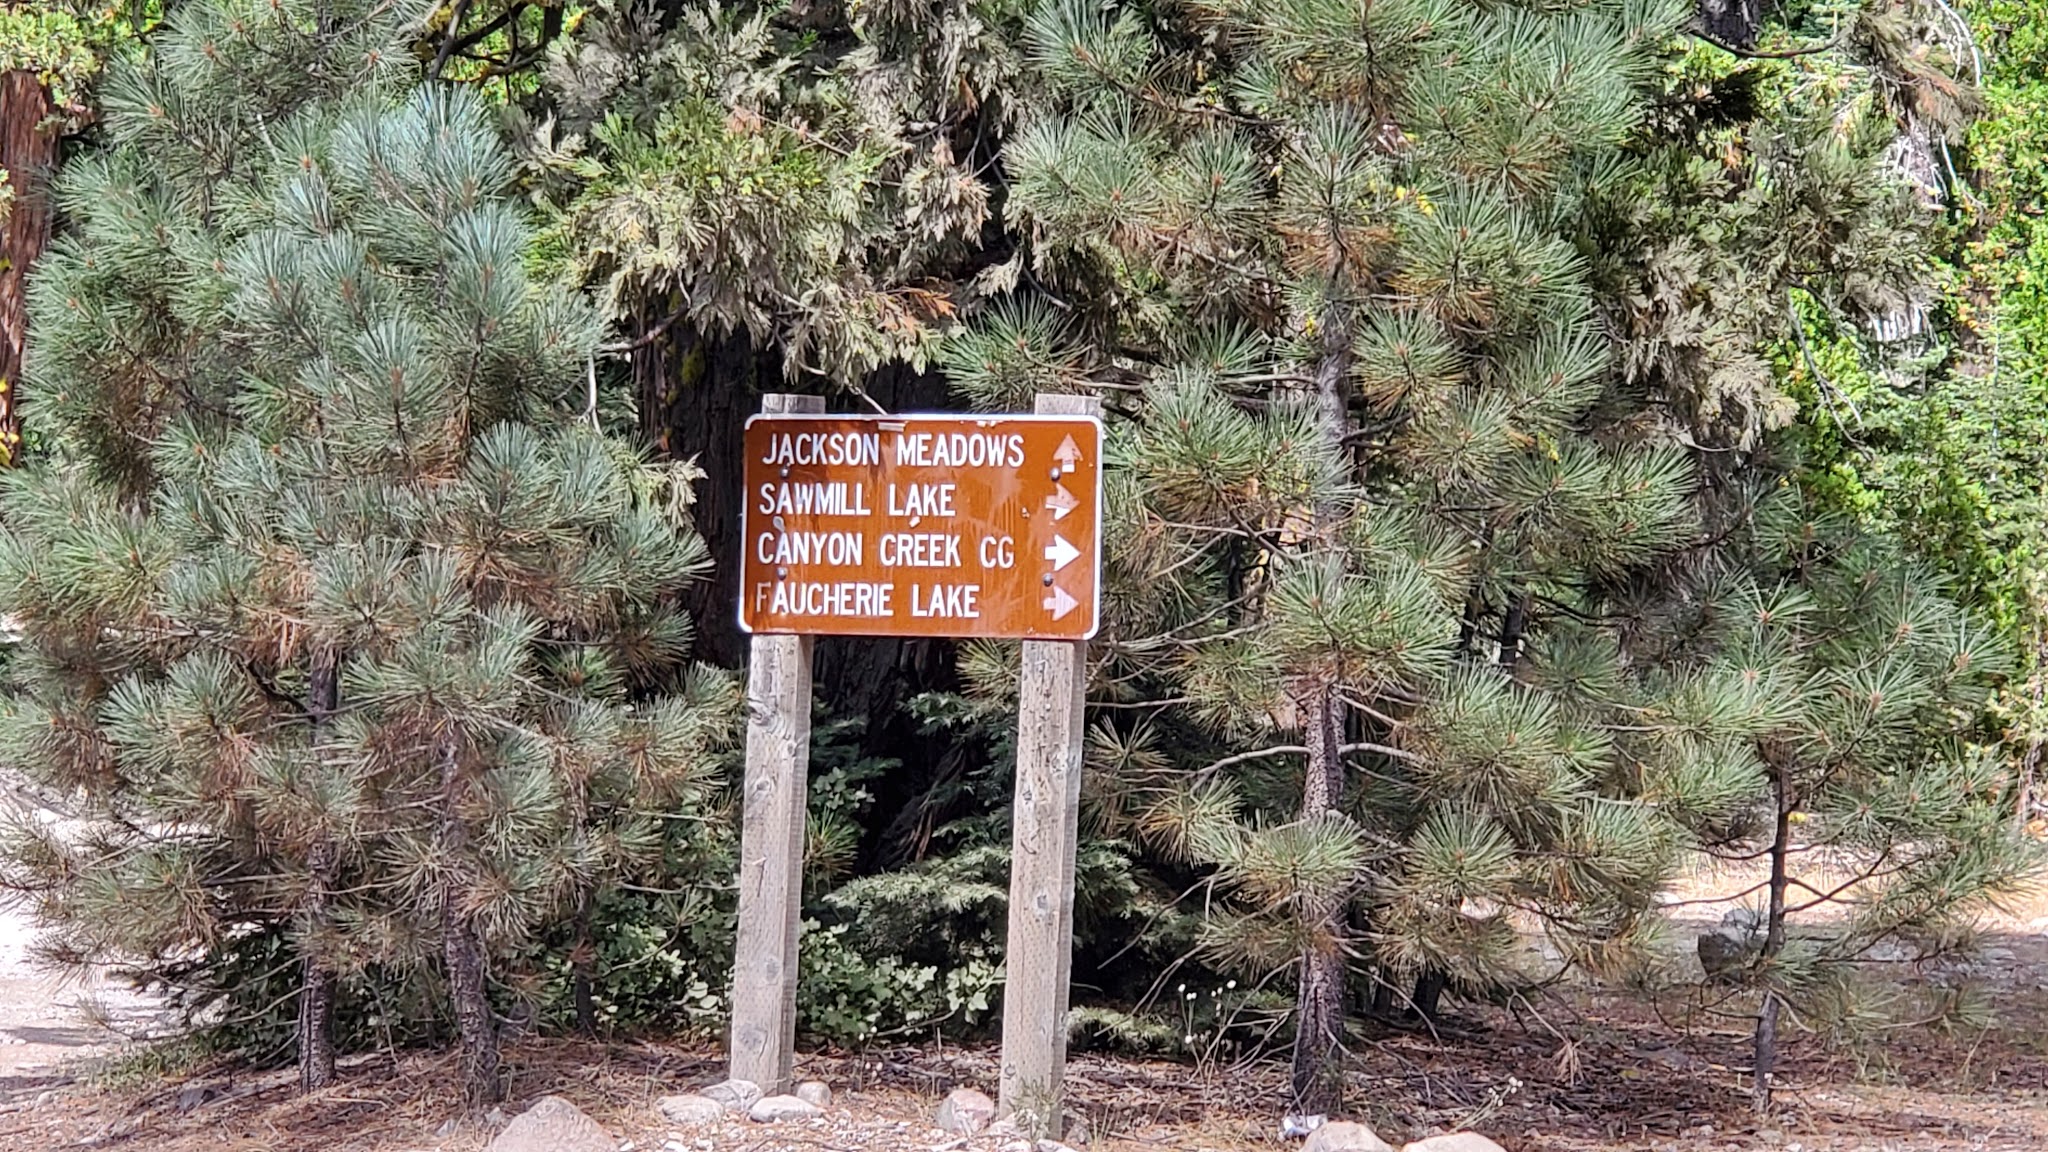 JACKSON MEADOWS
SAWMILL LAKE
CANYON CREEK CG
FAUCHERIE LAKE